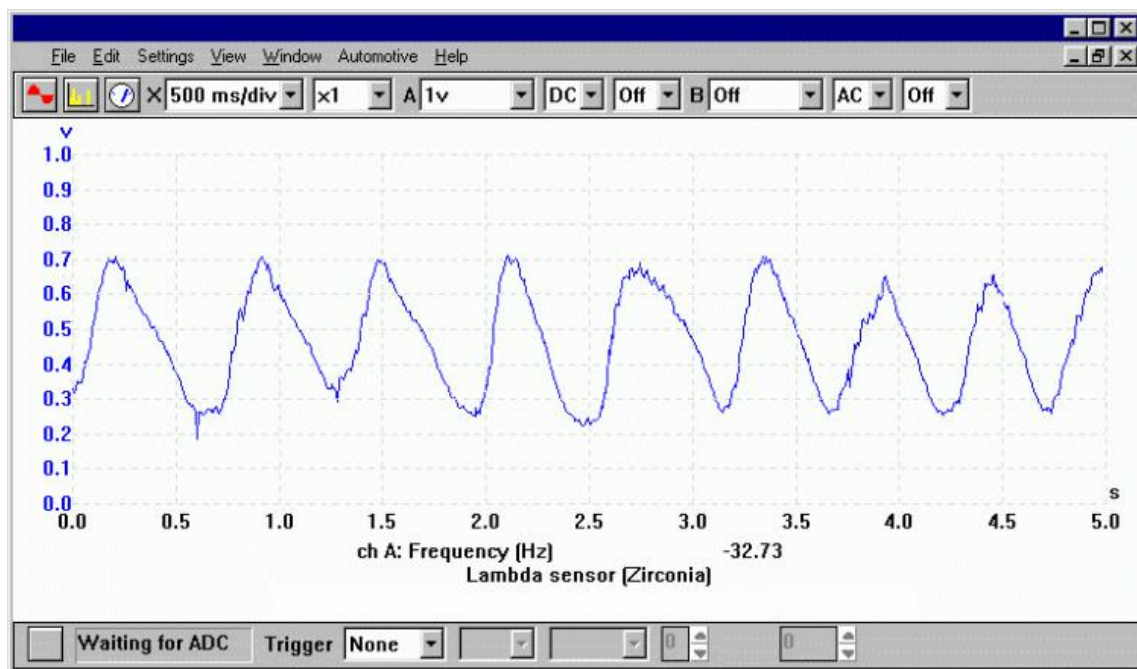 File Edit Settings View Window Automotive Help
X 500 ms/div x1 A 1v DC Off B Off AC Off
v
1.0
0.9
0.8
0.7
0.6
0.5
0.4
0.3
0.2
0.1
0.0
s
0.0 0.5 1.0 1.5 2.0 2.5 3.0 3.5 4.0 4.5 5.0
ch A: Frequency (Hz) -32.73
Lambda sensor (Zirconia)
Waiting for ADC Trigger None 0 0